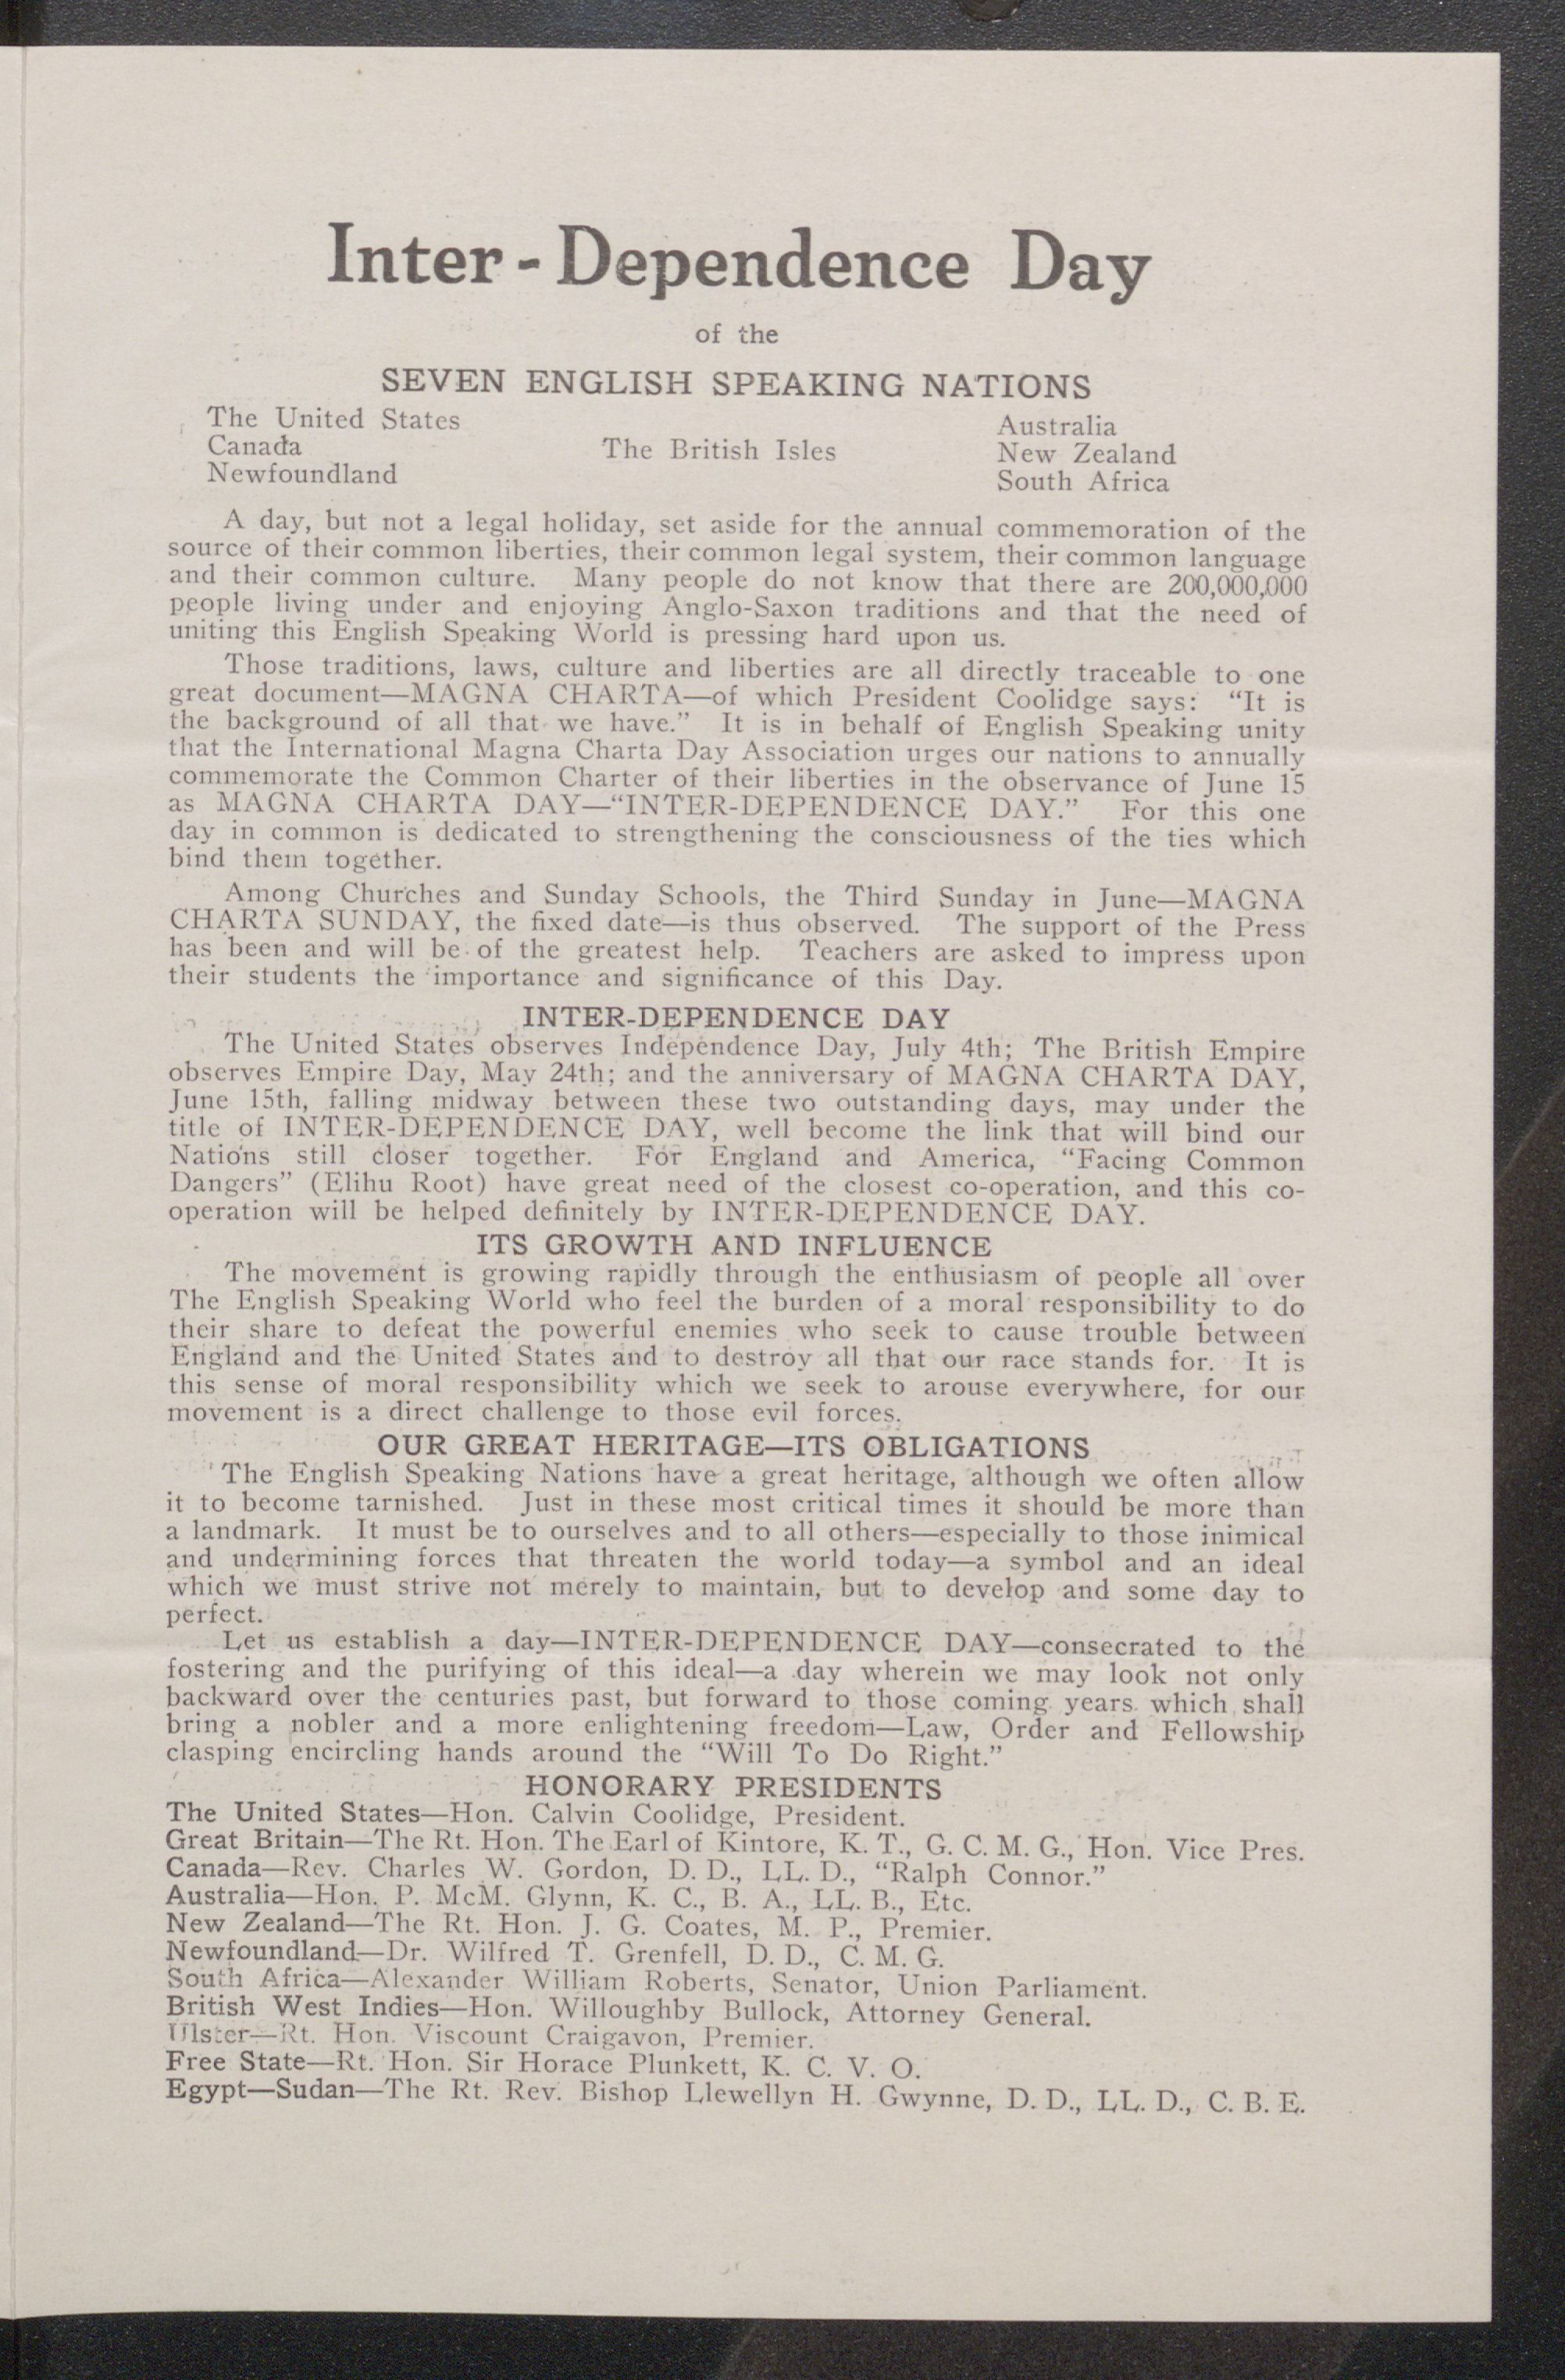 Inter-Dependence Day
of the
SEVEN ENGLISH SPEAKING NATIONS
The United States
Canada
Newfoundland
The British Isles
Australia
New Zealand
South Africa
A day, but not a legal holiday, set aside for the annual commemoration of the
source of their common liberties, their common legal system, their common language
and their common culture. Many people do not know that there are 200,000,000
people living under and enjoying Anglo-Saxon traditions and that the need of
uniting this English Speaking World is pressing hard upon us.
Those traditions, laws, culture and liberties are all directly traceable to one
great document—MAGNA CHARTA—of which President Coolidge says: "It is
the background of all that we have." It is in behalf of English Speaking unity
that the International Magna Charta Day Association urges our nations to annually
commemorate the Common Charter of their liberties in the observance of June 15
as MAGNA CHARTA DAY—"INTER-DEPENDENCE DAY." For this one
day in common is dedicated to strengthening the consciousness of the ties which
bind them together.
Among Churches and Sunday Schools, the Third Sunday in June—MAGNA
CHARTA SUNDAY, the fixed date—is thus observed. The support of the Press
has been and will be of the greatest help. Teachers are asked to impress upon
their students the importance and significance of this Day.
INTER-DEPENDENCE DAY
The United States observes Independence Day, July 4th; The British Empire
observes Empire Day, May 24th; and the anniversary of MAGNA CHARTA DAY,
June 15th, falling midway between these two outstanding days, may under the
title of INTER-DEPENDENCE DAY, well become the link that will bind our
Nations still closer together. For England and America, "Facing Common
Dangers" (Elihu Root) have great need of the closest co-operation, and this co-
operation will be helped definitely by INTER-DEPENDENCE DAY.
ITS GROWTH AND INFLUENCE
The movement is growing rapidly through the enthusiasm of people all over
The English Speaking World who feel the burden of a moral responsibility to do
their share to defeat the powerful enemies who seek to cause trouble between
England and the United States and to destroy all that our race stands for. It is
this sense of moral responsibility which we seek to arouse everywhere, for our
movement is a direct challenge to those evil forces.
OUR GREAT HERITAGE—ITS OBLIGATIONS
The English Speaking Nations have a great heritage, although we often allow
it to become tarnished. Just in these most critical times it should be more than
a landmark. It must be to ourselves and to all others—especially to those inimical
and undermining forces that threaten the world today—a symbol and an ideal
which we must strive not merely to maintain, but to develop and some day to
perfect.
Let us establish a day—INTER-DEPENDENCE DAY—consecrated to the
fostering and the purifying of this ideal—a day wherein we may look not only
backward over the centuries past, but forward to those coming years which shall
bring a nobler and a more enlightening freedom—Law, Order and Fellowship
clasping encircling hands around the "Will To Do Right."
HONORARY PRESIDENTS
The United States—Hon. Calvin Coolidge, President.
Great Britain—The Rt. Hon. The Earl of Kintore, K. T., G. C. M. G., Hon. Vice Pres.
Canada—Rev. Charles W. Gordon, D. D., LL. D., "Ralph Connor."
Australia—Hon. P. McM. Glynn, K. C., B. A., LL. B., Etc.
New Zealand—The Rt. Hon. J. G. Coates, M. P., Premier.
Newfoundland—Dr. Wilfred T. Grenfell, D. D., C. M. G.
South Africa—Alexander William Roberts, Senator, Union Parliament.
British West Indies—Hon. Willoughby Bullock, Attorney General.
Ulster—Rt. Hon. Viscount Craigavon, Premier.
Free State—Rt. Hon. Sir Horace Plunkett, K. C. V. O.
Egypt—Sudan—The Rt. Rev. Bishop Llewellyn H. Gwynne, D. D., LL. D., C. B. E.